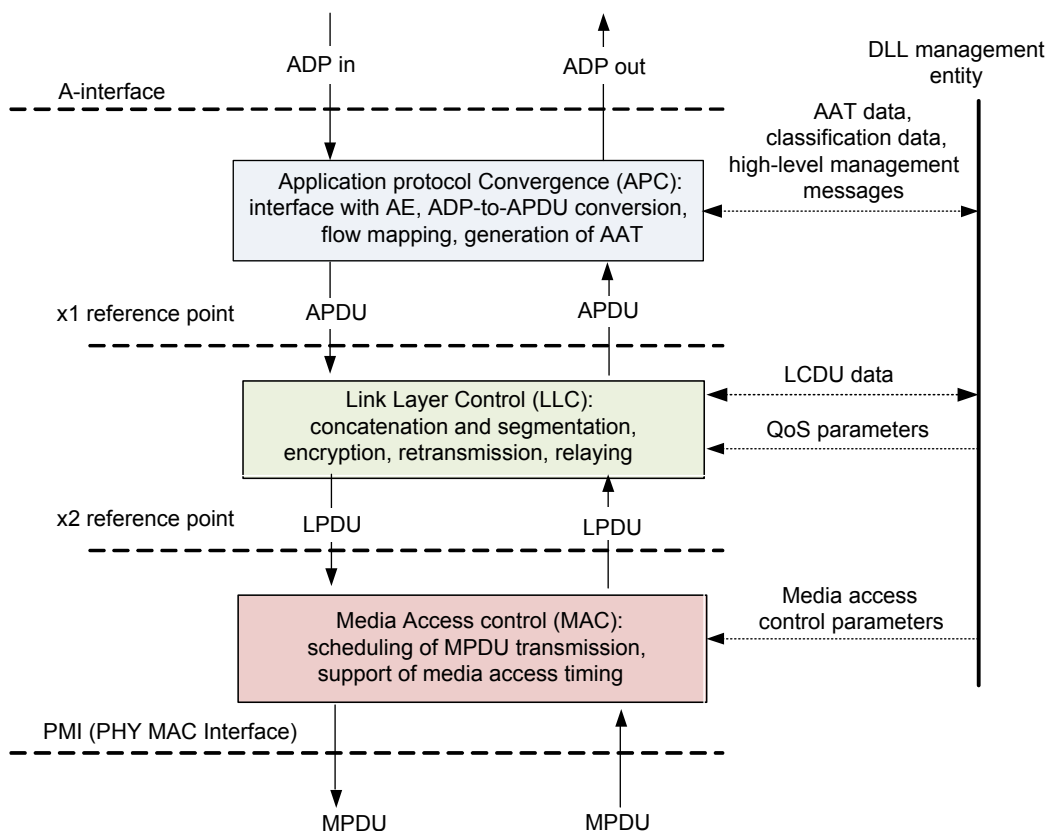 ADP in
ADP out
DLL management
entity
A-interface
AAT data,
classification data,
high-level management
messages
Application protocol Convergence (APC):
interface with AE, ADP-to-APDU conversion,
flow mapping, generation of AAT
x1 reference point
APDU
APDU
Link Layer Control (LLC):
concatenation and segmentation,
encryption, retransmission, relaying
LCDU data
QoS parameters
x2 reference point
LPDU
LPDU
Media Access control (MAC):
scheduling of MPDU transmission,
support of media access timing
Media access
control parameters
PMI (PHY MAC Interface)
MPDU
MPDU